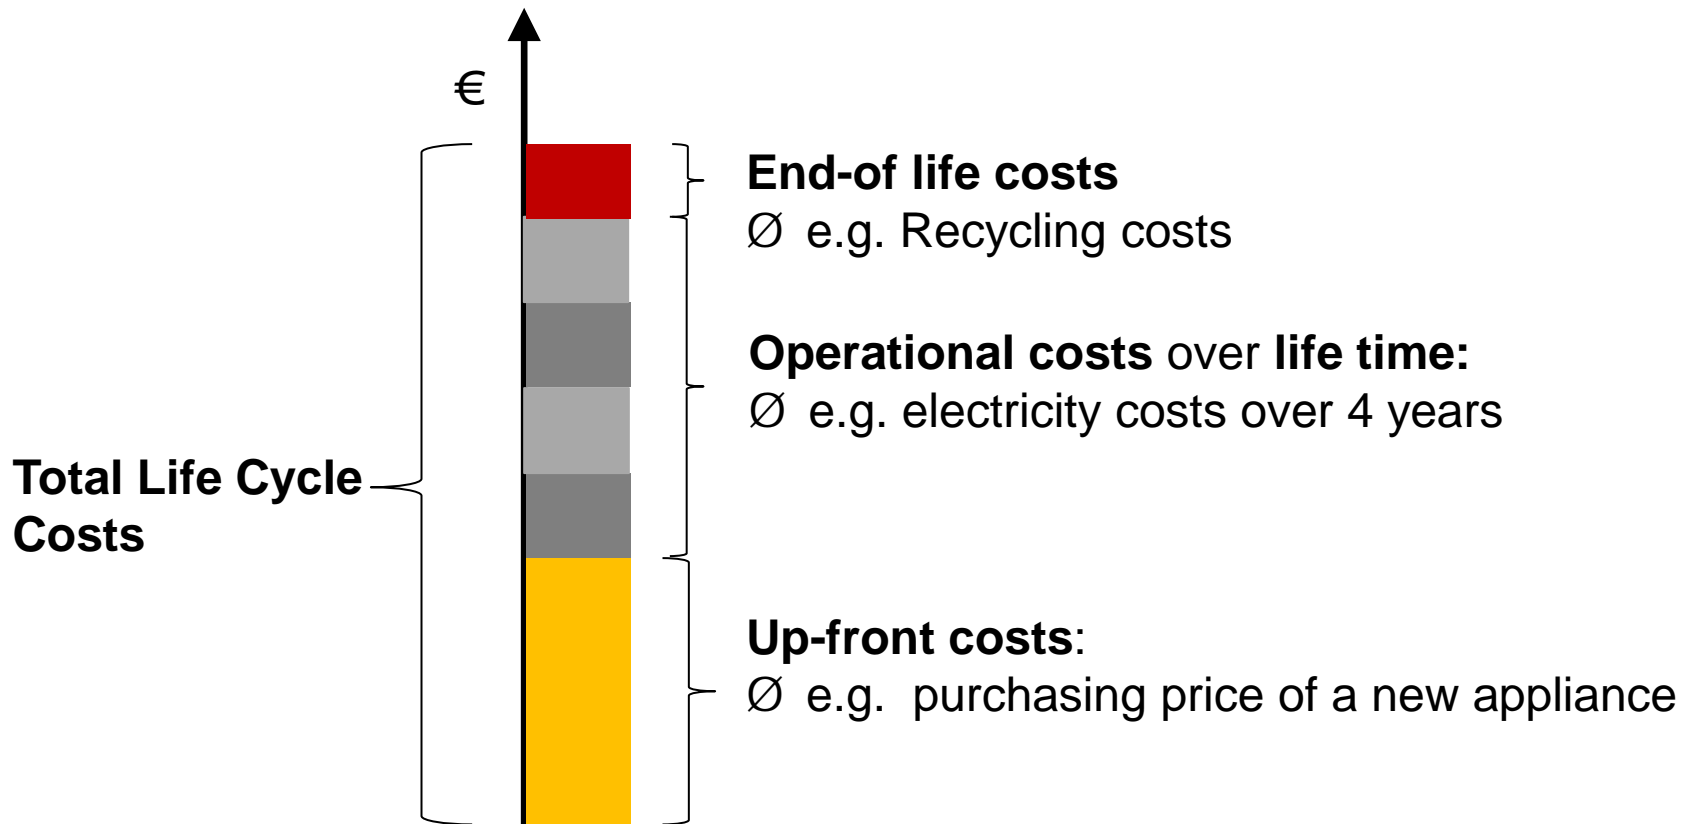 €
End-of life costs
Ø e.g. Recycling costs
Operational costs over life time:
Ø e.g. electricity costs over 4 years
Total Life Cycle
Costs
Up-front costs:
Ø e.g. purchasing price of a new appliance